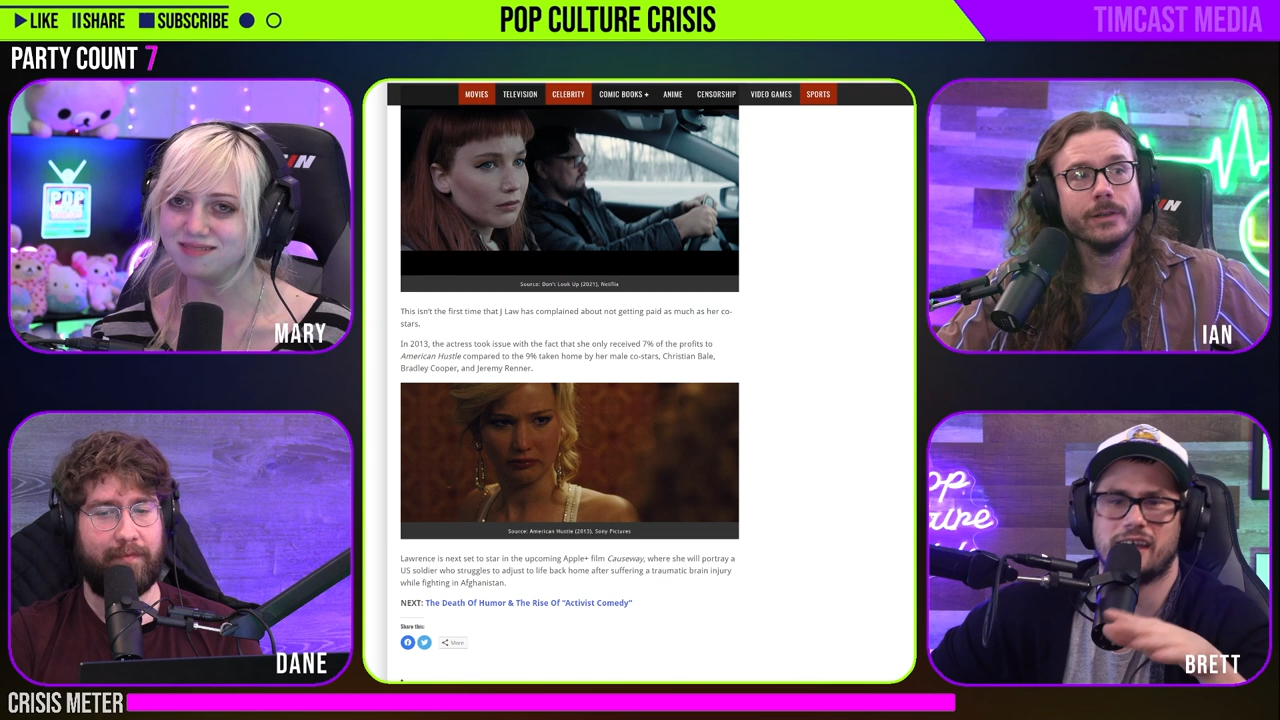 LIKE SHARE SUBSCRIBE
POP CULTURE CRISIS
TIMCAST MEDIA
PARTY COUNT 7
MOVIES TELEVISION CELEBRITY COMIC BOOKS + ANIME CENSORSHIP VIDEO GAMES SPORTS
POP
MARY
IAN
Source: Don't Look Up (2021), Netflix
This isn't the first time that J Law has complained about not getting paid as much as her co-
stars.
In 2013, the actress took issue with the fact that she only received 7% of the profits to
American Hustle compared to the 9% taken home by her male co-stars, Christian Bale,
Bradley Cooper, and Jeremy Renner.
Source: American Hustle (2013), Sony Pictures
Lawrence is next set to star in the upcoming Apple+ film Causeway, where she will portray a
US soldier who struggles to adjust to life back home after suffering a traumatic brain injury
while fighting in Afghanistan.
NEXT: The Death Of Humor & The Rise Of "Activist Comedy"
Share this:
More
DANE
BRETT
CRISIS METER